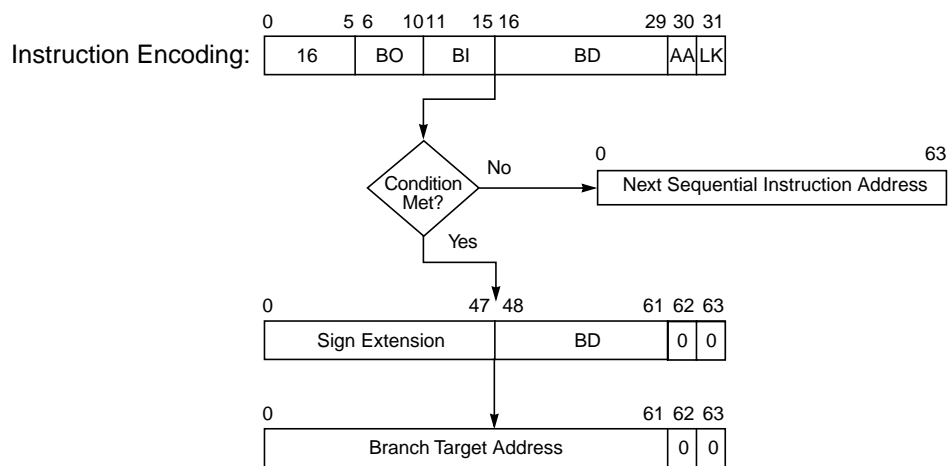 0 5 6 10 11 15 16 29 30 31
Instruction Encoding: 16 BO BI BD AA LK
0 63
No
Condition
Met?
Next Sequential Instruction Address
Yes
0 47 48 61 62 63
Sign Extension BD 0 0
0 61 62 63
Branch Target Address 0 0